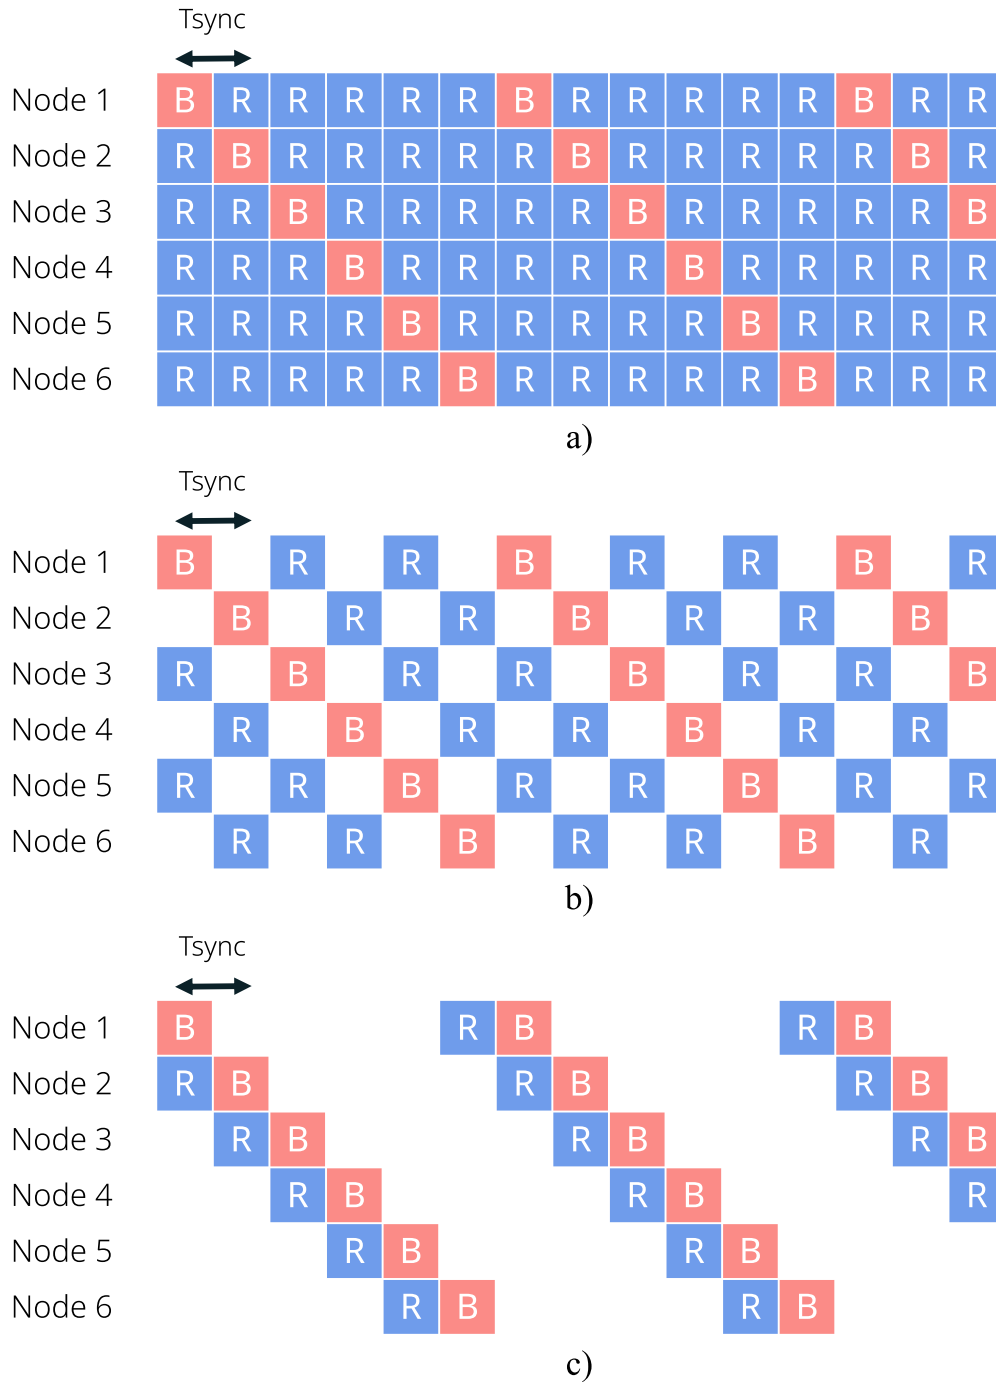 Tsync
Node 1 B R R R R R B R R R R R B R R
Node 2 R B R R R R R B R R R R R B R
Node 3 R R B R R R R R B R R R R R B
Node 4 R R R B R R R R R B R R R R R
Node 5 R R R R B R R R R R B R R R R
Node 6 R R R R R B R R R R R B R R R
a)
Tsync
Node 1 B R R B R R B R
Node 2 B R R B R R B
Node 3 R B R R B R R B
Node 4 R B R R B R R
Node 5 R R B R R B R R
Node 6 R R B R R B R
b)
Tsync
Node 1 B R B R B
Node 2 R B R B R B
Node 3 R B R B R B
Node 4 R B R B R
Node 5 R B R B
Node 6 R B R B
c)